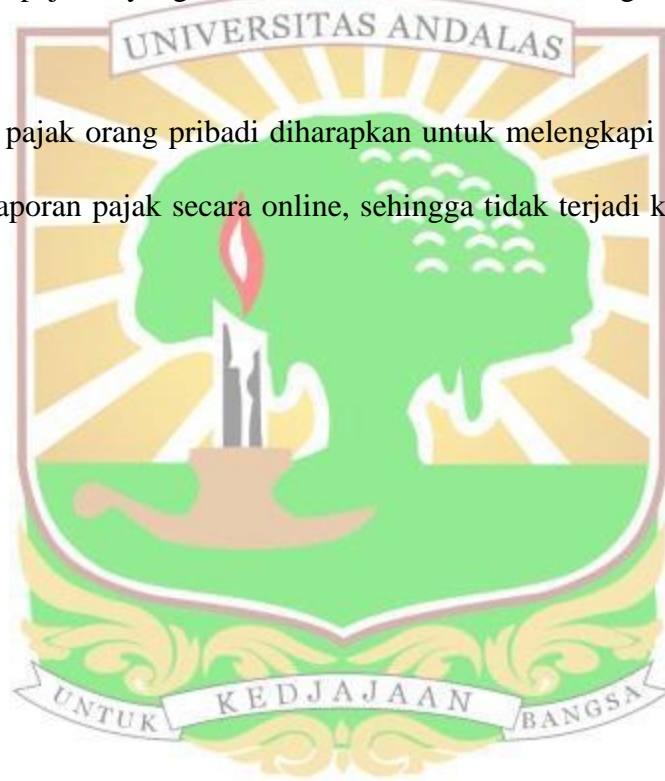 UNIVERSITAS ANDALAS
pajak orang pribadi diharapkan untuk melengkapi
aporan pajak secara online, sehingga tidak terjadi k
UNTUK KEDJAJAAN BANGSA